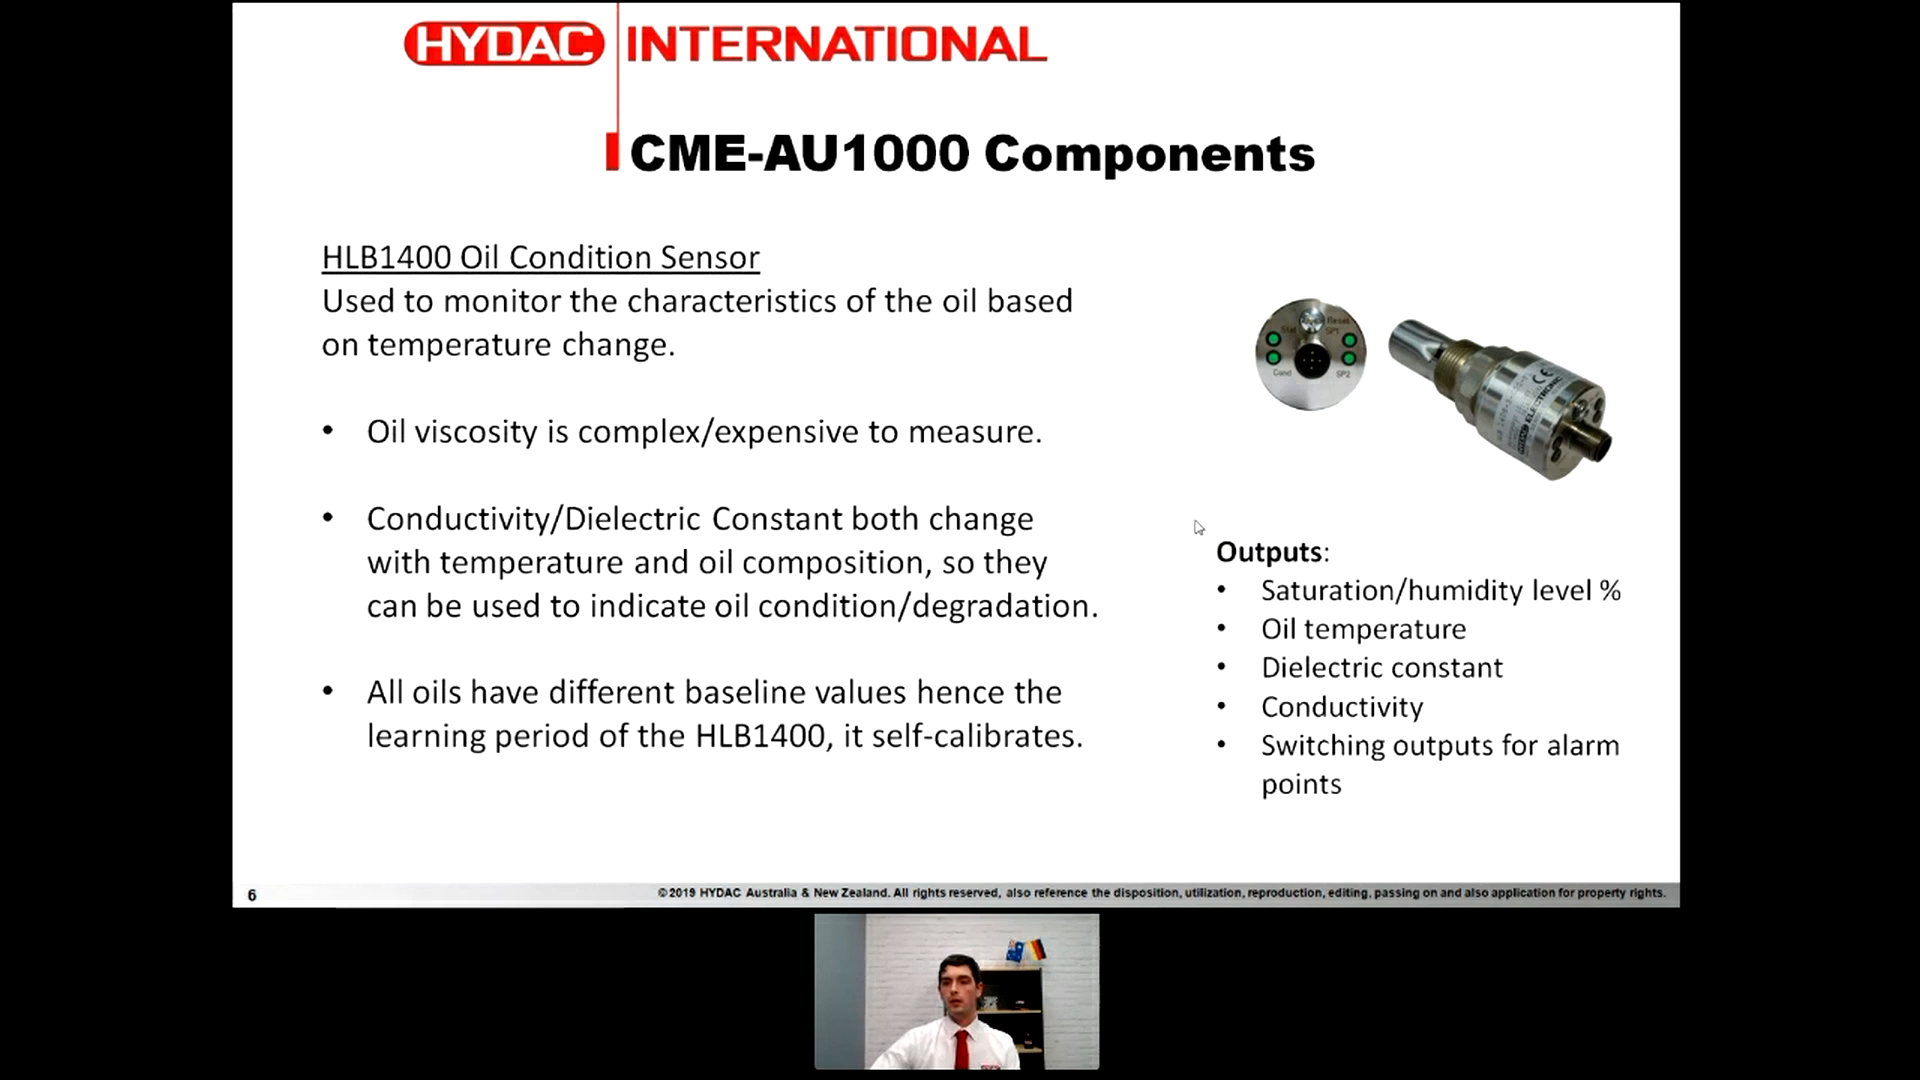 HYDAC INTERNATIONAL
CME-AU1000 Components
HLB1400 Oil Condition Sensor
Used to monitor the characteristics of the oil based
on temperature change.
• Oil viscosity is complex/expensive to measure.
• Conductivity/Dielectric Constant both change
with temperature and oil composition, so they
can be used to indicate oil condition/degradation.
• All oils have different baseline values hence the
learning period of the HLB1400, it self-calibrates.
Reset
SP1
Cond
SP2
CE
Outputs:
• Saturation/humidity level %
• Oil temperature
• Dielectric constant
• Conductivity
• Switching outputs for alarm
points
6
©2019 HYDAC Australia & New Zealand. All rights reserved, also reference the disposition, utilization, reproduction, editing, passing on and also application for property rights.